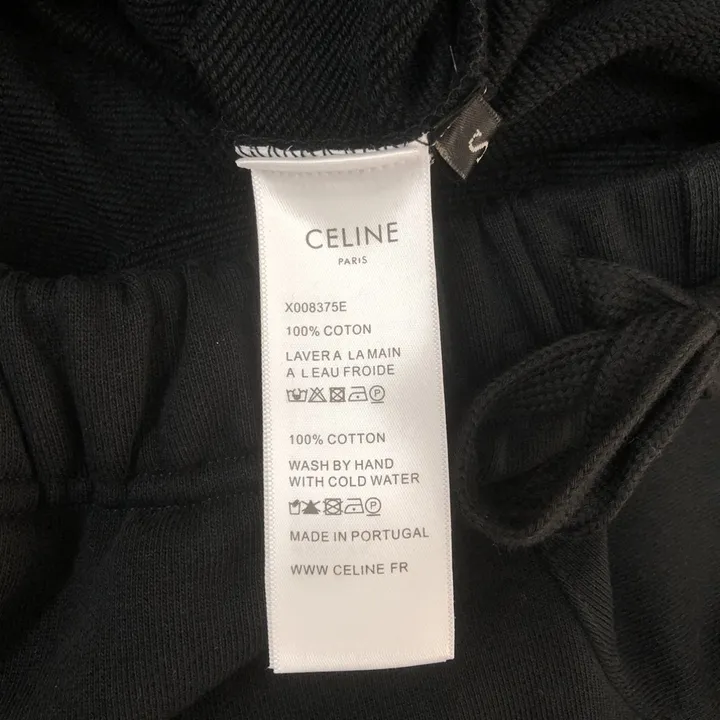 S
CELINE
PARIS
X008375E
100% COTON
LAVER A LA MAIN
A L EAU FROIDE
P
100% COTTON
WASH BY HAND
WITH COLD WATER
P
MADE IN PORTUGAL
WWW CELINE FR